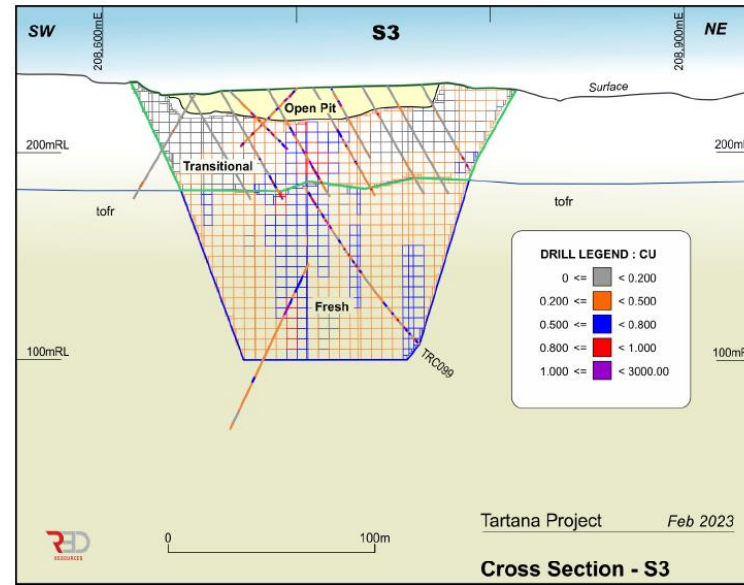 SW
208,600mE
S3
208,900mE
NE
Surface
Open Pit
200mRL
200mRL
Transitional
tofr
tofr
DRILL LEGEND : CU
0 <= < 0.200
0.200 <= < 0.500
0.500 <= < 0.800
0.800 <= < 1.000
1.000 <= < 3000.00
Fresh
100mRL
TRC099
100mR
R3D
RESOURCES
0 100m
Tartana Project Feb 2023
Cross Section - S3